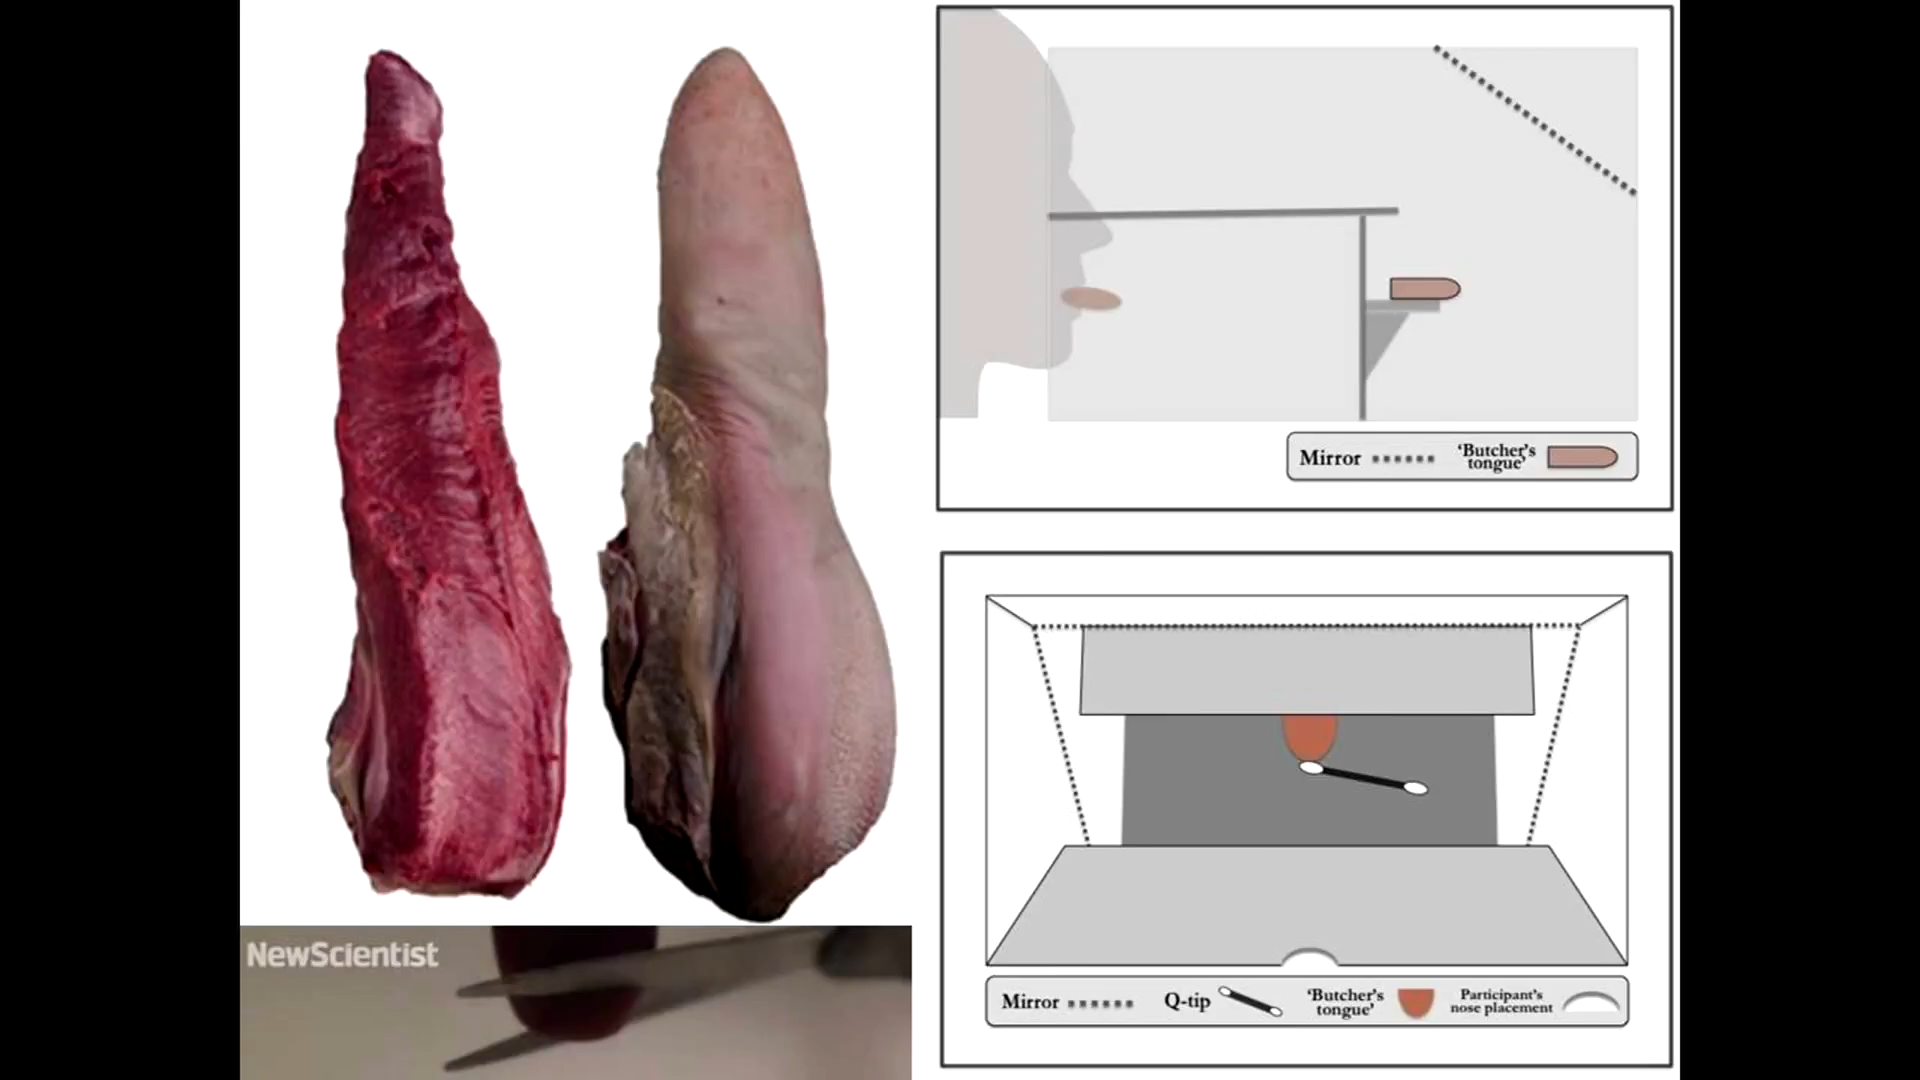 Mirror
'Butcher's
tongue'
NewScientist
Mirror
Q-tip
'Butcher's
tongue'
Participant's
nose placement